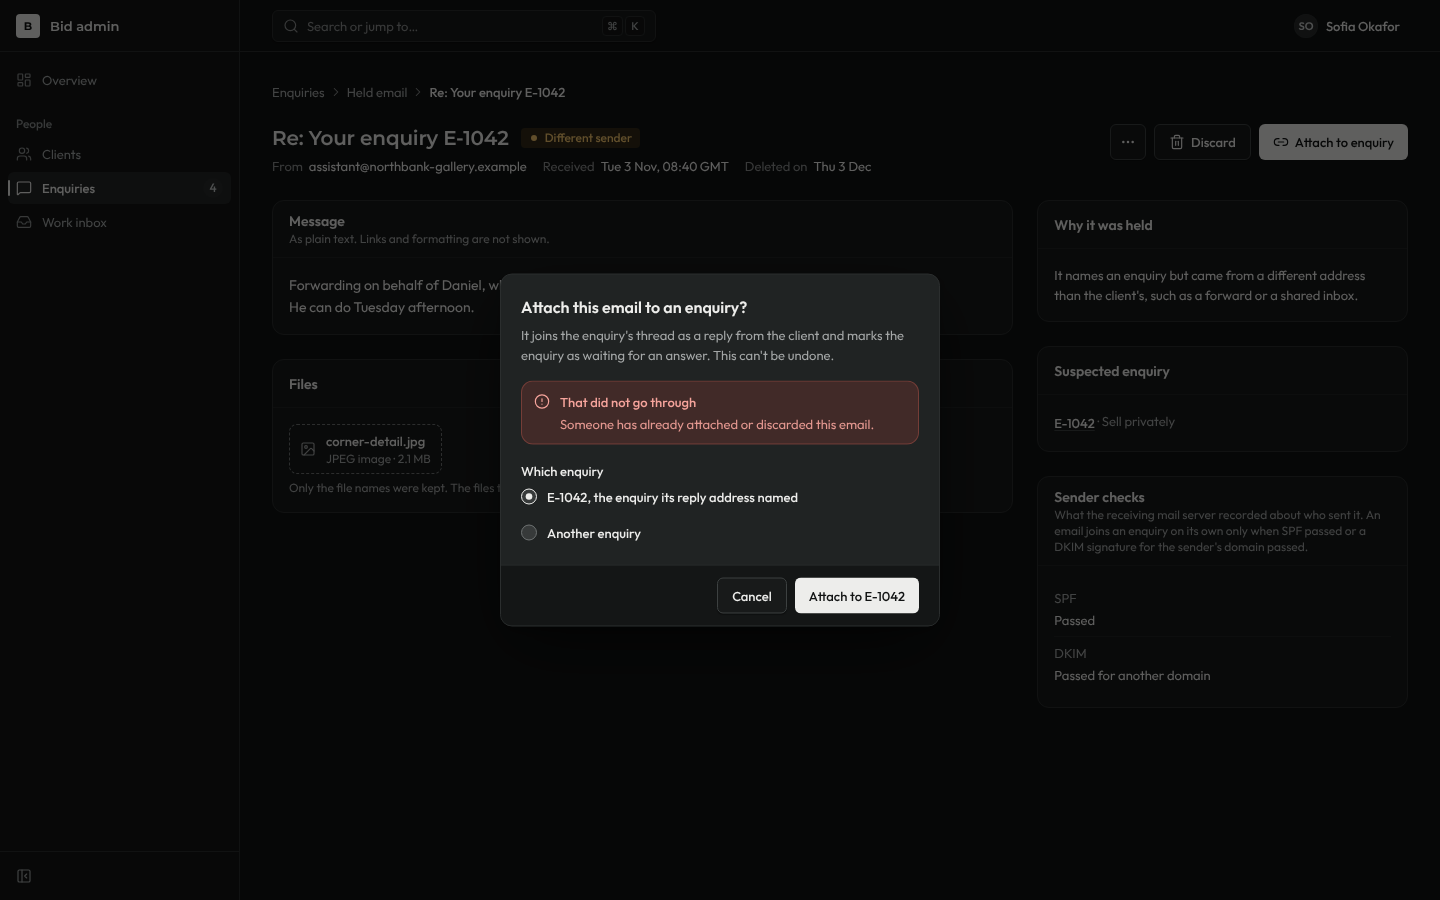 B Bid admin
Search or jump to...
⌘ K
SO Sofia Okafor
Overview
People
Clients
Enquiries 4
Work inbox
Enquiries > Held email > Re: Your enquiry E-1042
Re: Your enquiry E-1042
Different sender
From assistant@northbank-gallery.example Received Tue 3 Nov, 08:40 GMT Deleted on Thu 3 Dec
Discard
Attach to enquiry
Message
As plain text. Links and formatting are not shown.
Forwarding on behalf of Daniel,
He can do Tuesday afternoon.
Files
corner-detail.jpg
JPEG image · 2.1 MB
Only the file names were kept. The files
Attach this email to an enquiry?
It joins the enquiry's thread as a reply from the client and marks the
enquiry as waiting for an answer. This can't be undone.
That did not go through
Someone has already attached or discarded this email.
Which enquiry
E-1042, the enquiry its reply address named
Another enquiry
Cancel
Attach to E-1042
Why it was held
It names an enquiry but came from a different address
than the client's, such as a forward or a shared inbox.
Suspected enquiry
E-1042 · Sell privately
Sender checks
What the receiving mail server recorded about who sent it. An
email joins an enquiry on its own only when SPF passed or a
DKIM signature for the sender's domain passed.
SPF
Passed
DKIM
Passed for another domain